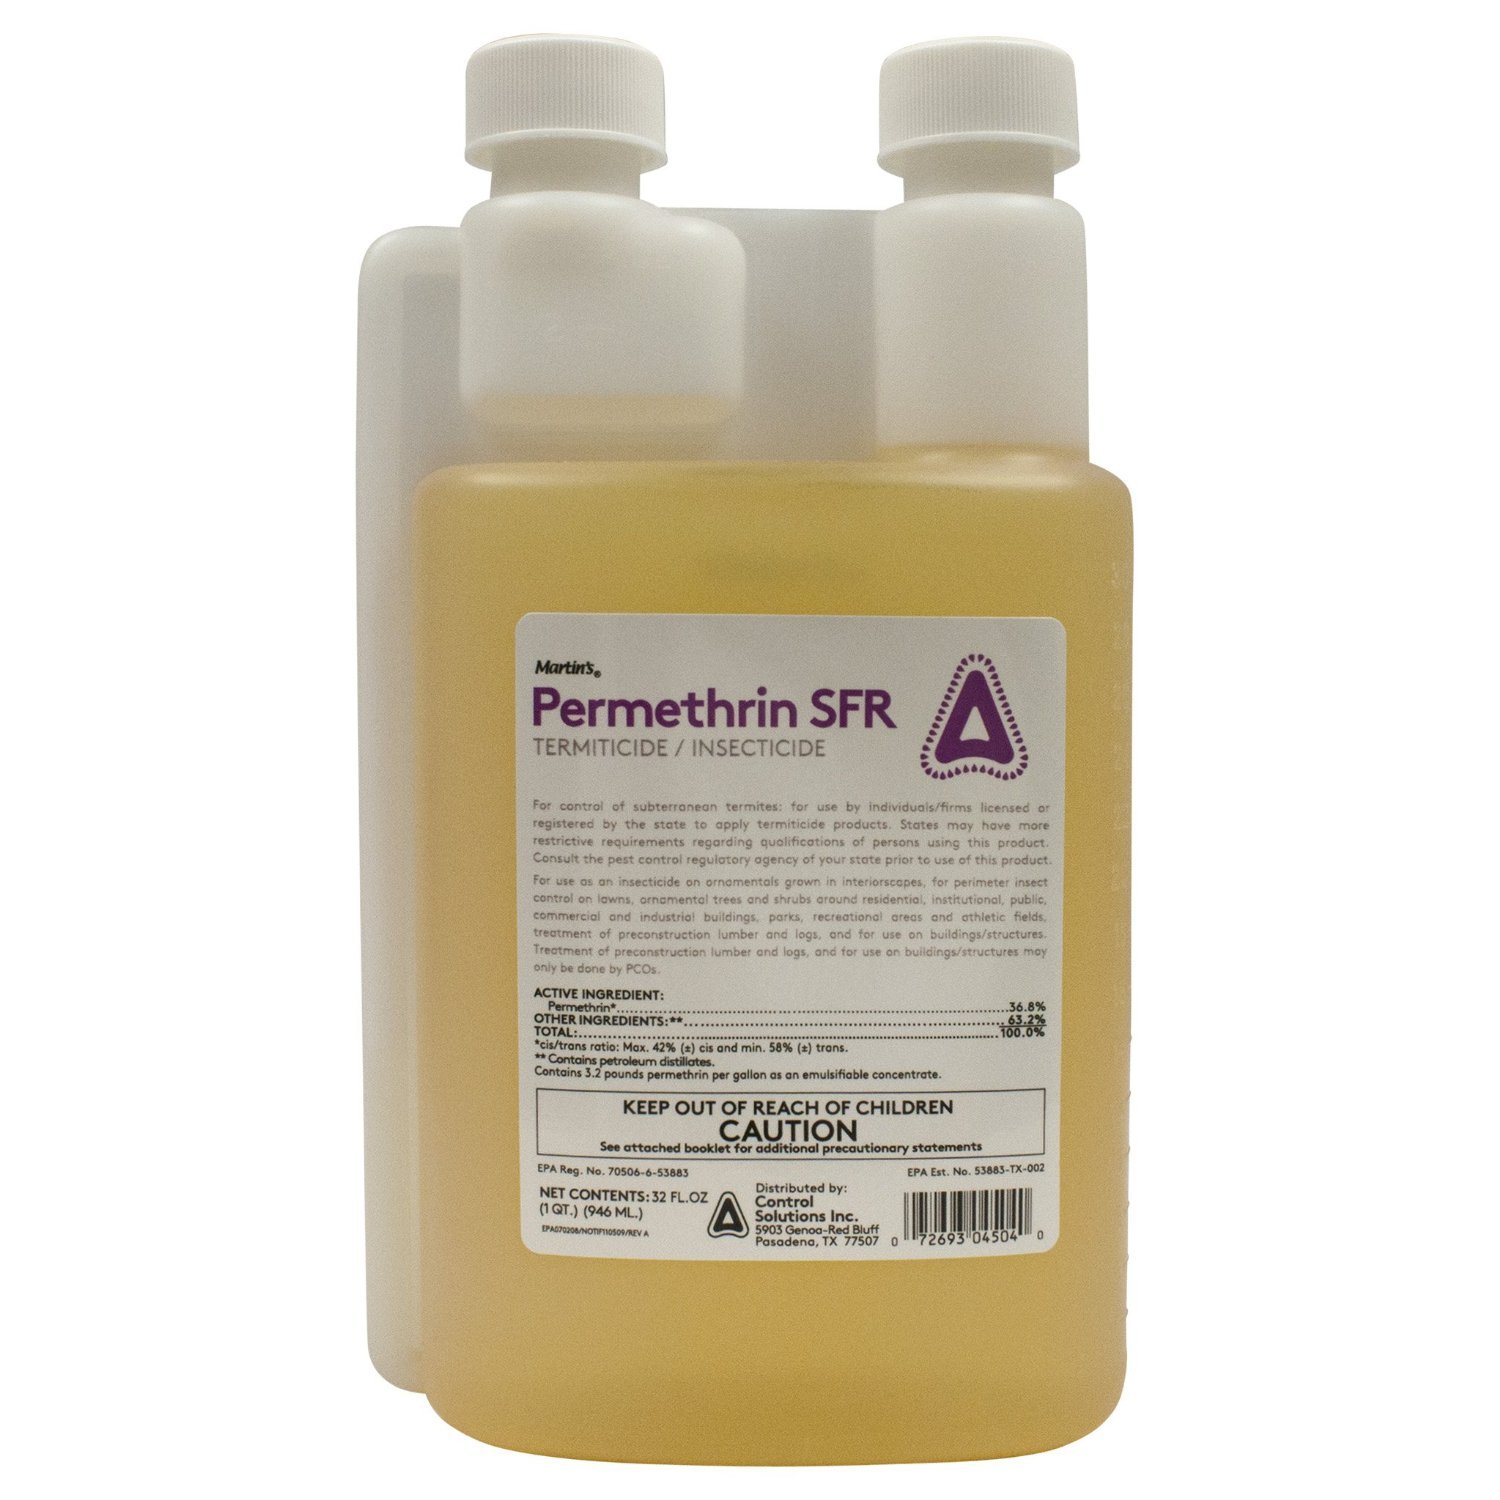 Martin's®
Permethrin SFR
TERMITICIDE / INSECTICIDE
For control of subterranean termites: for use by individuals/firms licensed or
registered by the state to apply termiticide products. States may have more
restrictive requirements regarding qualifications of persons using this product.
Consult the pest control regulatory agency of your state prior to use of this product.
For use as an insecticide on ornamentals grown in interiorscapes, for perimeter insect
control on lawns, ornamental trees and shrubs around residential, institutional, public,
commercial and industrial buildings, parks, recreational areas and athletic fields,
treatment of preconstruction lumber and logs, and for use on buildings/structures.
Treatment of preconstruction lumber and logs, and for use on buildings/structures may
only be done by PCOs.
ACTIVE INGREDIENT:
Permethrin*...36.8%
OTHER INGREDIENTS:**...63.2%
TOTAL:...100.0%
*cis/trans ratio: Max. 42% (±) cis and min. 58% (±) trans.
** Contains petroleum distillates.
Contains 3.2 pounds permethrin per gallon as an emulsifiable concentrate.
KEEP OUT OF REACH OF CHILDREN
CAUTION
See attached booklet for additional precautionary statements
EPA Reg. No. 70506-6-53883
EPA Est. No. 53883-TX-002
NET CONTENTS: 32 FL.OZ
(1 QT.) (946 ML.)
EPA070208/NOTIF110509/REV A
Distributed by:
Control
Solutions Inc.
5903 Genoa-Red Bluff
Pasadena, TX 77507
0 72693 04504 0